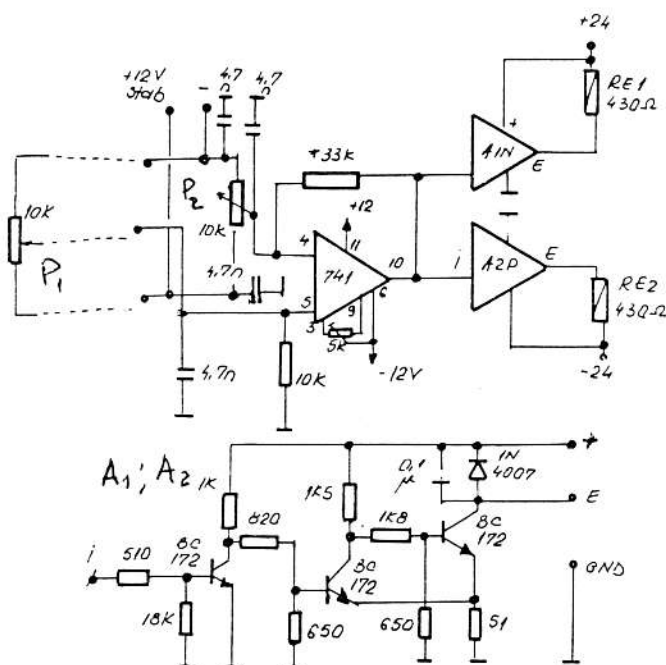 +24
+12V
stab
-
4,7
n
4,7
n
RE1
430Ω
*33K
+
A1N
E
10K
P1
P2
10K
+12
4
11
741
10
i
A2P
E
4,7n
5
3
9
6
5K
RE2
430Ω
-12V
-24
4,7n
10K
A1; A2
1K
1K5
0,1
μ
1N
4007
+
820
BC
172
1K8
BC
172
E
i
510
BC
172
GND
18K
650
650
51